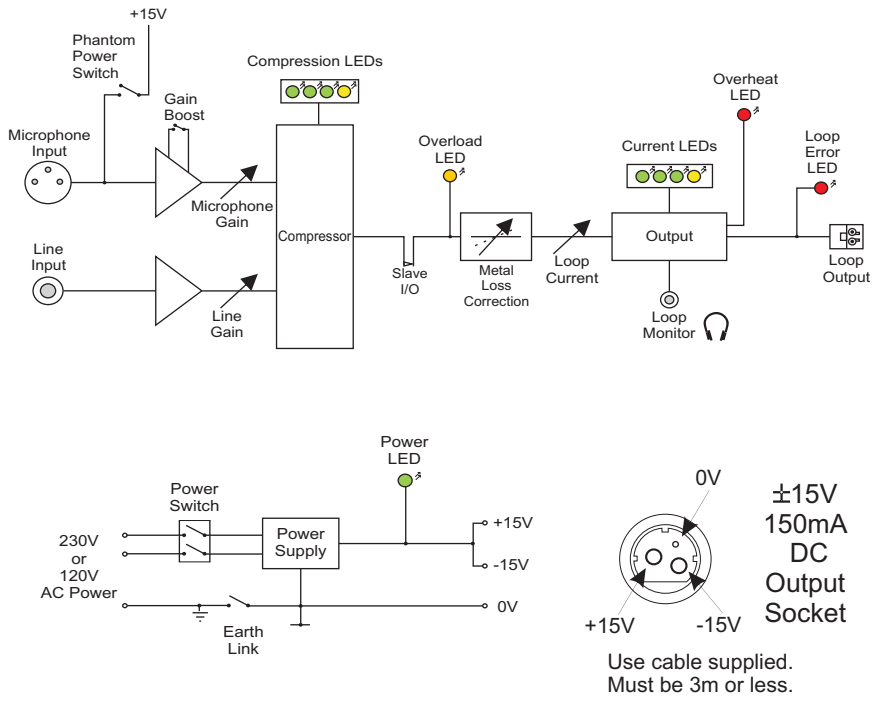 +15V
Phantom
Power
Switch
Gain
Boost
Microphone
Input
Microphone
Gain
Line
Input
Line
Gain
Compression LEDs
Compressor
Slave
I/O
Overload
LED
Metal
Loss
Correction
Loop
Current
Current LEDs
Output
Loop
Monitor
Overheat
LED
Loop
Error
LED
Loop
Output
230V
or
120V
AC Power
Power
Switch
Power
Supply
Earth
Link
Power
LED
+15V
-15V
0V
0V
+15V
-15V
±15V
150mA
DC
Output
Socket
Use cable supplied.
Must be 3m or less.